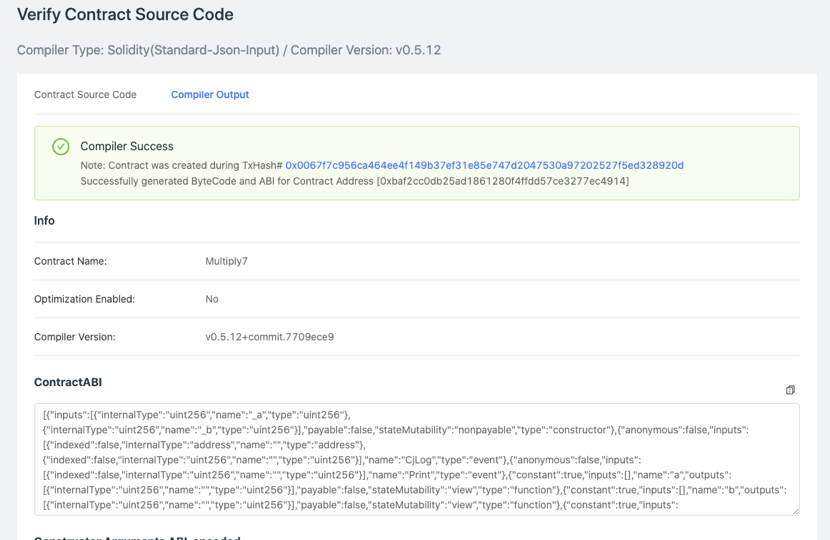 Verify Contract Source Code
Compiler Type: Solidity(Standard-Json-Input) / Compiler Version: v0.5.12
Contract Source Code Compiler Output
Compiler Success
Note: Contract was created during TxHash# 0x0067f7c956ca464ee4f149b37ef31e85e747d2047530a97202527f5ed328920d
Successfully generated ByteCode and ABI for Contract Address [0xbaf2cc0db25ad1861280f4ffdd57ce3277ec4914]
Info
Contract Name: Multiply7
Optimization Enabled: No
Compiler Version: v0.5.12+commit.7709ece9
ContractABI
[{"inputs":[{"internalType":"uint256","name":"_a","type":"uint256"},
{"internalType":"uint256","name":"_b","type":"uint256"}],"payable":false,"stateMutability":"nonpayable","type":"constructor"},{"anonymous":false,"inputs":
[{"indexed":false,"internalType":"address","name":"","type":"address"},
{"indexed":false,"internalType":"uint256","name":"","type":"uint256"}],"name":"CjLog","type":"event"},{"anonymous":false,"inputs":
[{"indexed":false,"internalType":"uint256","name":"","type":"uint256"}],"name":"Print","type":"event"},{"constant":true,"inputs":[],"name":"a","outputs":
[{"internalType":"uint256","name":"","type":"uint256"}],"payable":false,"stateMutability":"view","type":"function"},{"constant":true,"inputs":[],"name":"b","outputs":
[{"internalType":"uint256","name":"","type":"uint256"}],"payable":false,"stateMutability":"view","type":"function"},{"constant":true,"inputs":
Constructor Arguments ABI-encoded